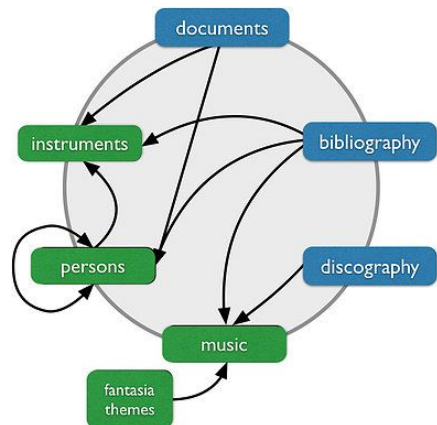 documents
instruments
bibliography
persons
discography
music
fantasia
themes